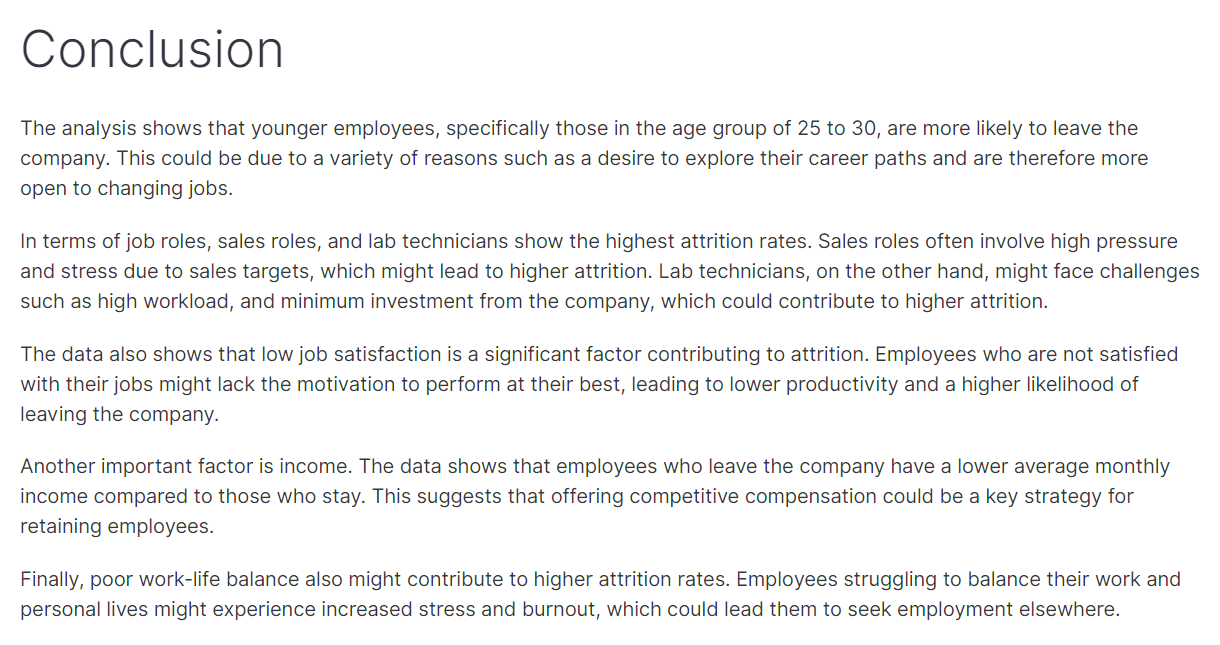 Conclusion
The analysis shows that younger employees, specifically those in the age group of 25 to 30, are more likely to leave the
company. This could be due to a variety of reasons such as a desire to explore their career paths and are therefore more
open to changing jobs.
In terms of job roles, sales roles, and lab technicians show the highest attrition rates. Sales roles often involve high pressure
and stress due to sales targets, which might lead to higher attrition. Lab technicians, on the other hand, might face challenges
such as high workload, and minimum investment from the company, which could contribute to higher attrition.
The data also shows that low job satisfaction is a significant factor contributing to attrition. Employees who are not satisfied
with their jobs might lack the motivation to perform at their best, leading to lower productivity and a higher likelihood of
leaving the company.
Another important factor is income. The data shows that employees who leave the company have a lower average monthly
income compared to those who stay. This suggests that offering competitive compensation could be a key strategy for
retaining employees.
Finally, poor work-life balance also might contribute to higher attrition rates. Employees struggling to balance their work and
personal lives might experience increased stress and burnout, which could lead them to seek employment elsewhere.